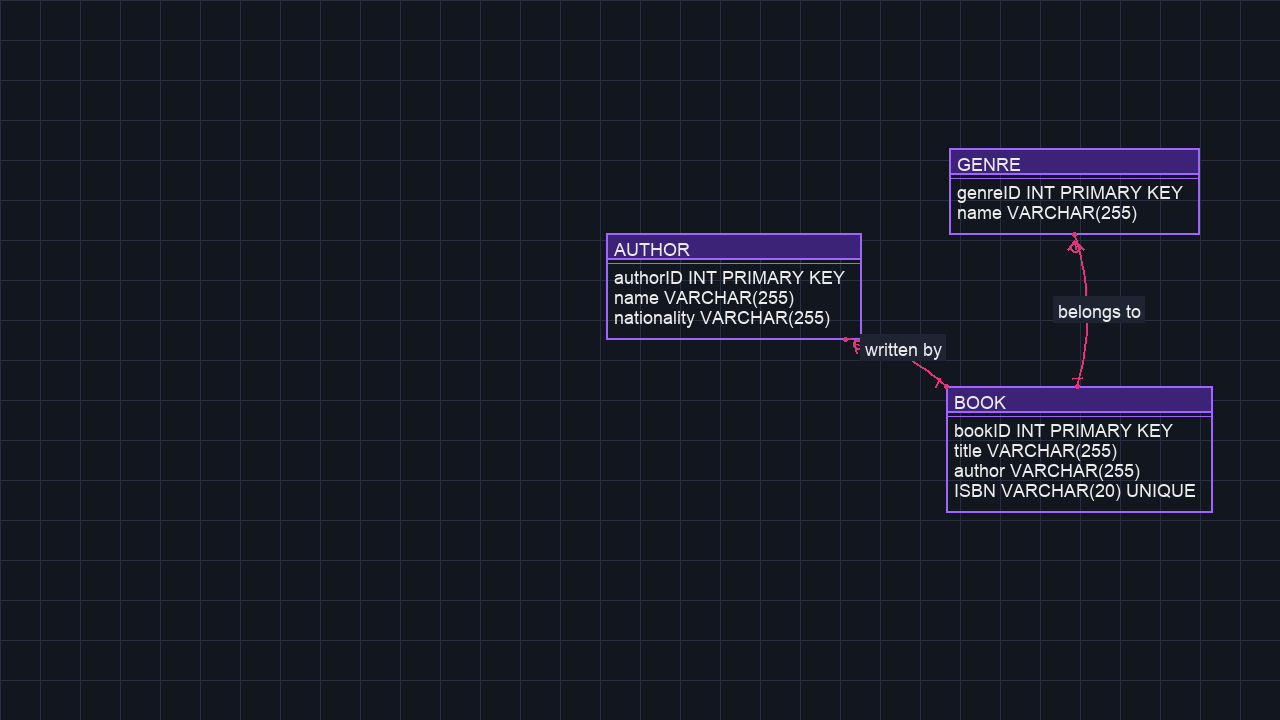 GENRE
genreID INT PRIMARY KEY
name VARCHAR(255)
AUTHOR
authorID INT PRIMARY KEY
name VARCHAR(255)
nationality VARCHAR(255)
belongs to
written by
BOOK
bookID INT PRIMARY KEY
title VARCHAR(255)
author VARCHAR(255)
ISBN VARCHAR(20) UNIQUE